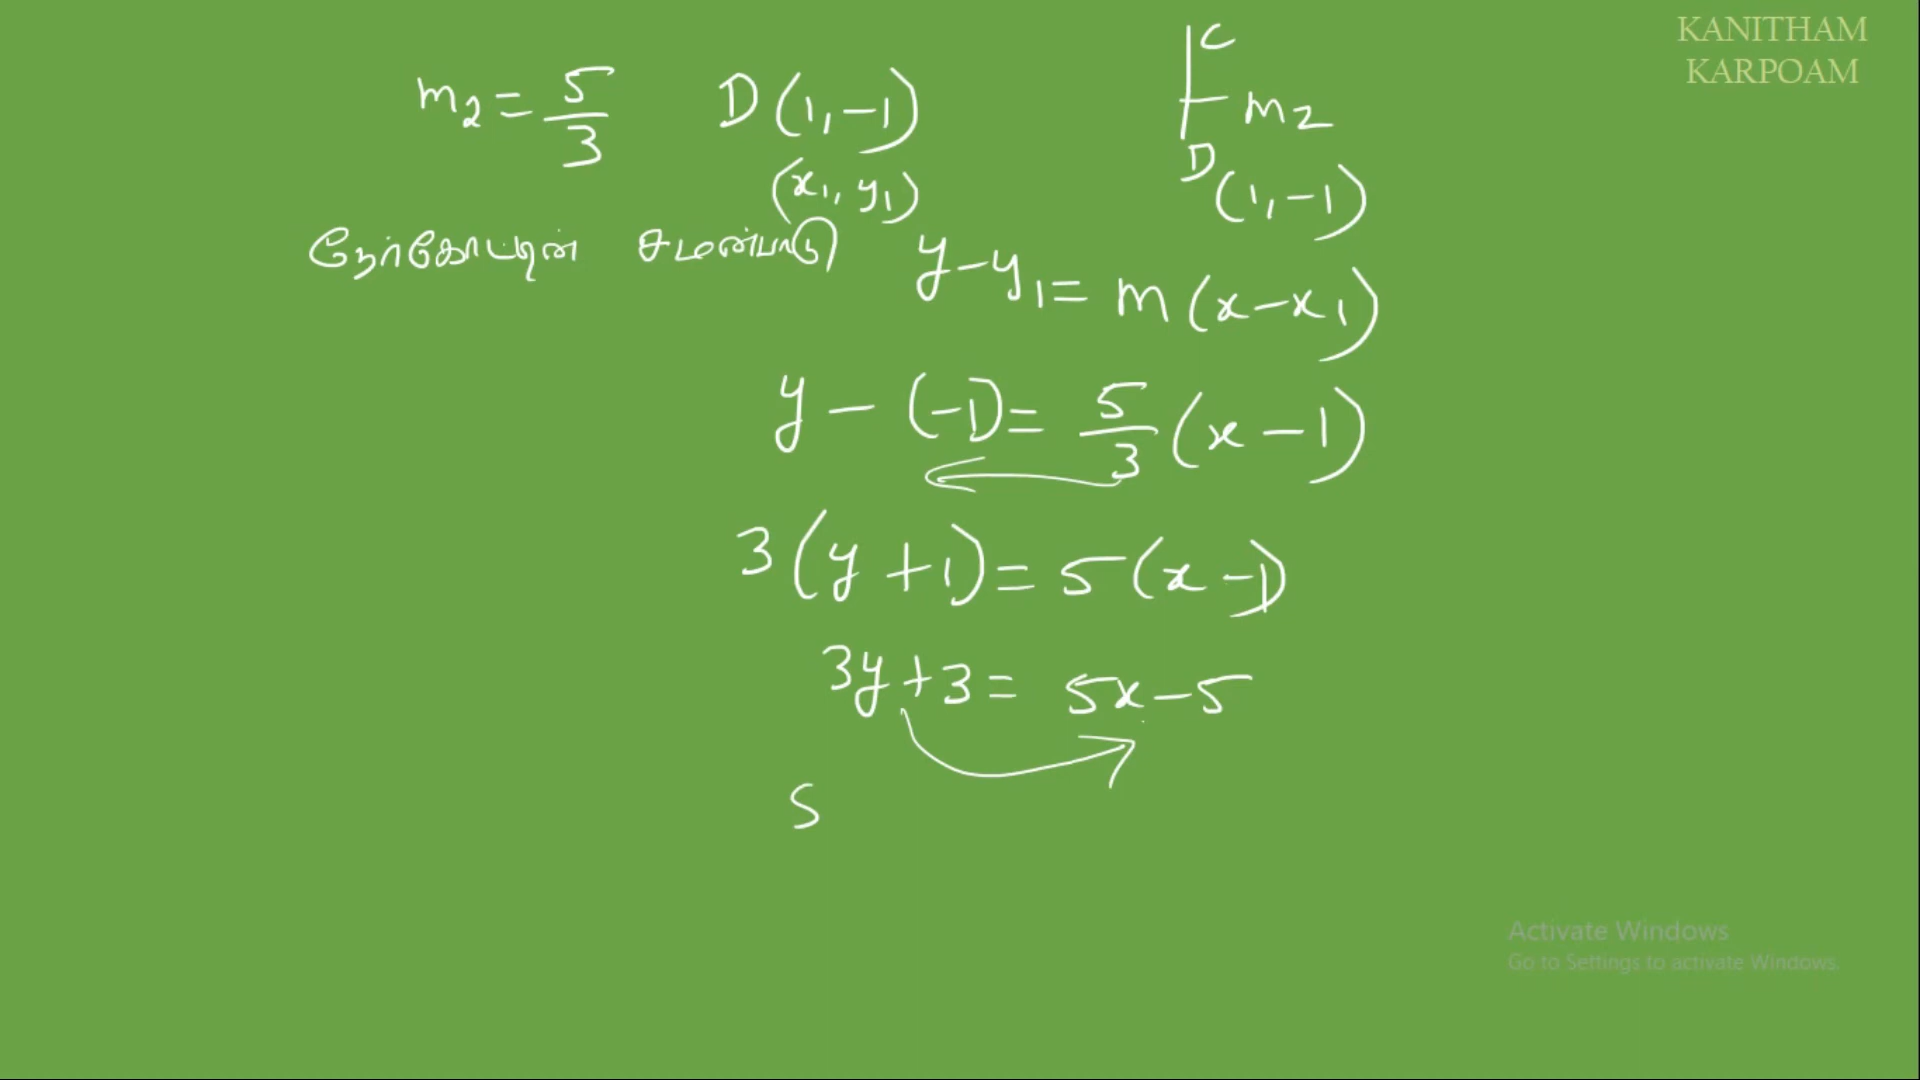 KANITHAM
KARPOAM
C
m₂ = 5/3 D(1, -1) m₂
(x₁, y₁) D (1, -1)
நேர்கோட்டின் சமன்பாடு y - y₁ = m (x - x₁)
y - (-1) = 5/3 (x - 1)
3 (y + 1) = 5 (x - 1)
3y + 3 = 5x - 5
5
Activate Windows
Go to Settings to activate Windows.